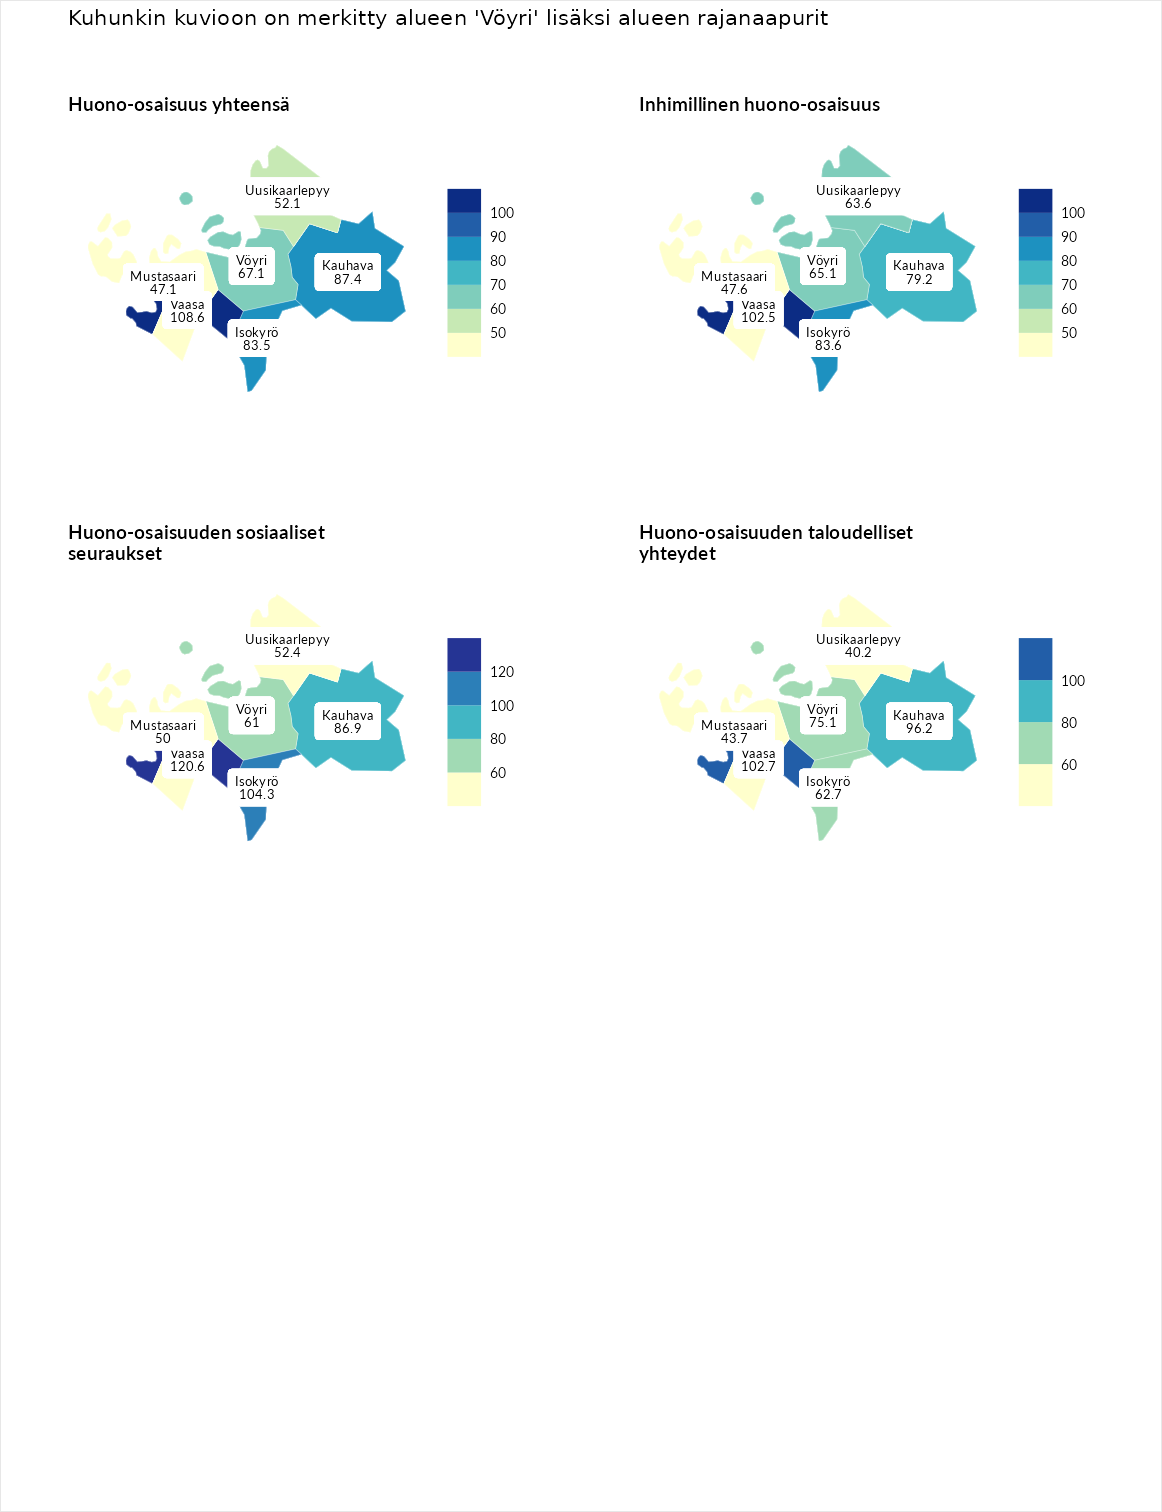 Kuhunkin kuvioon on merkitty alueen 'Vöyri' lisäksi alueen rajanaapurit
Huono-osaisuus yhteensä
Uusikaarlepyy
52.1
Vöyri
67.1
Kauhava
87.4
Mustasaari
47.1
Vaasa
108.6
Isokyrö
83.5
100
90
80
70
60
50
Inhimillinen huono-osaisuus
Uusikaarlepyy
63.6
Vöyri
65.1
Kauhava
79.2
Mustasaari
47.6
Vaasa
102.5
Isokyrö
83.6
100
90
80
70
60
50
Huono-osaisuuden sosiaaliset
seuraukset
Uusikaarlepyy
52.4
Vöyri
61
Kauhava
86.9
Mustasaari
50
Vaasa
120.6
Isokyrö
104.3
120
100
80
60
Huono-osaisuuden taloudelliset
yhteydet
Uusikaarlepyy
40.2
Vöyri
75.1
Kauhava
96.2
Mustasaari
43.7
Vaasa
102.7
Isokyrö
62.7
100
80
60